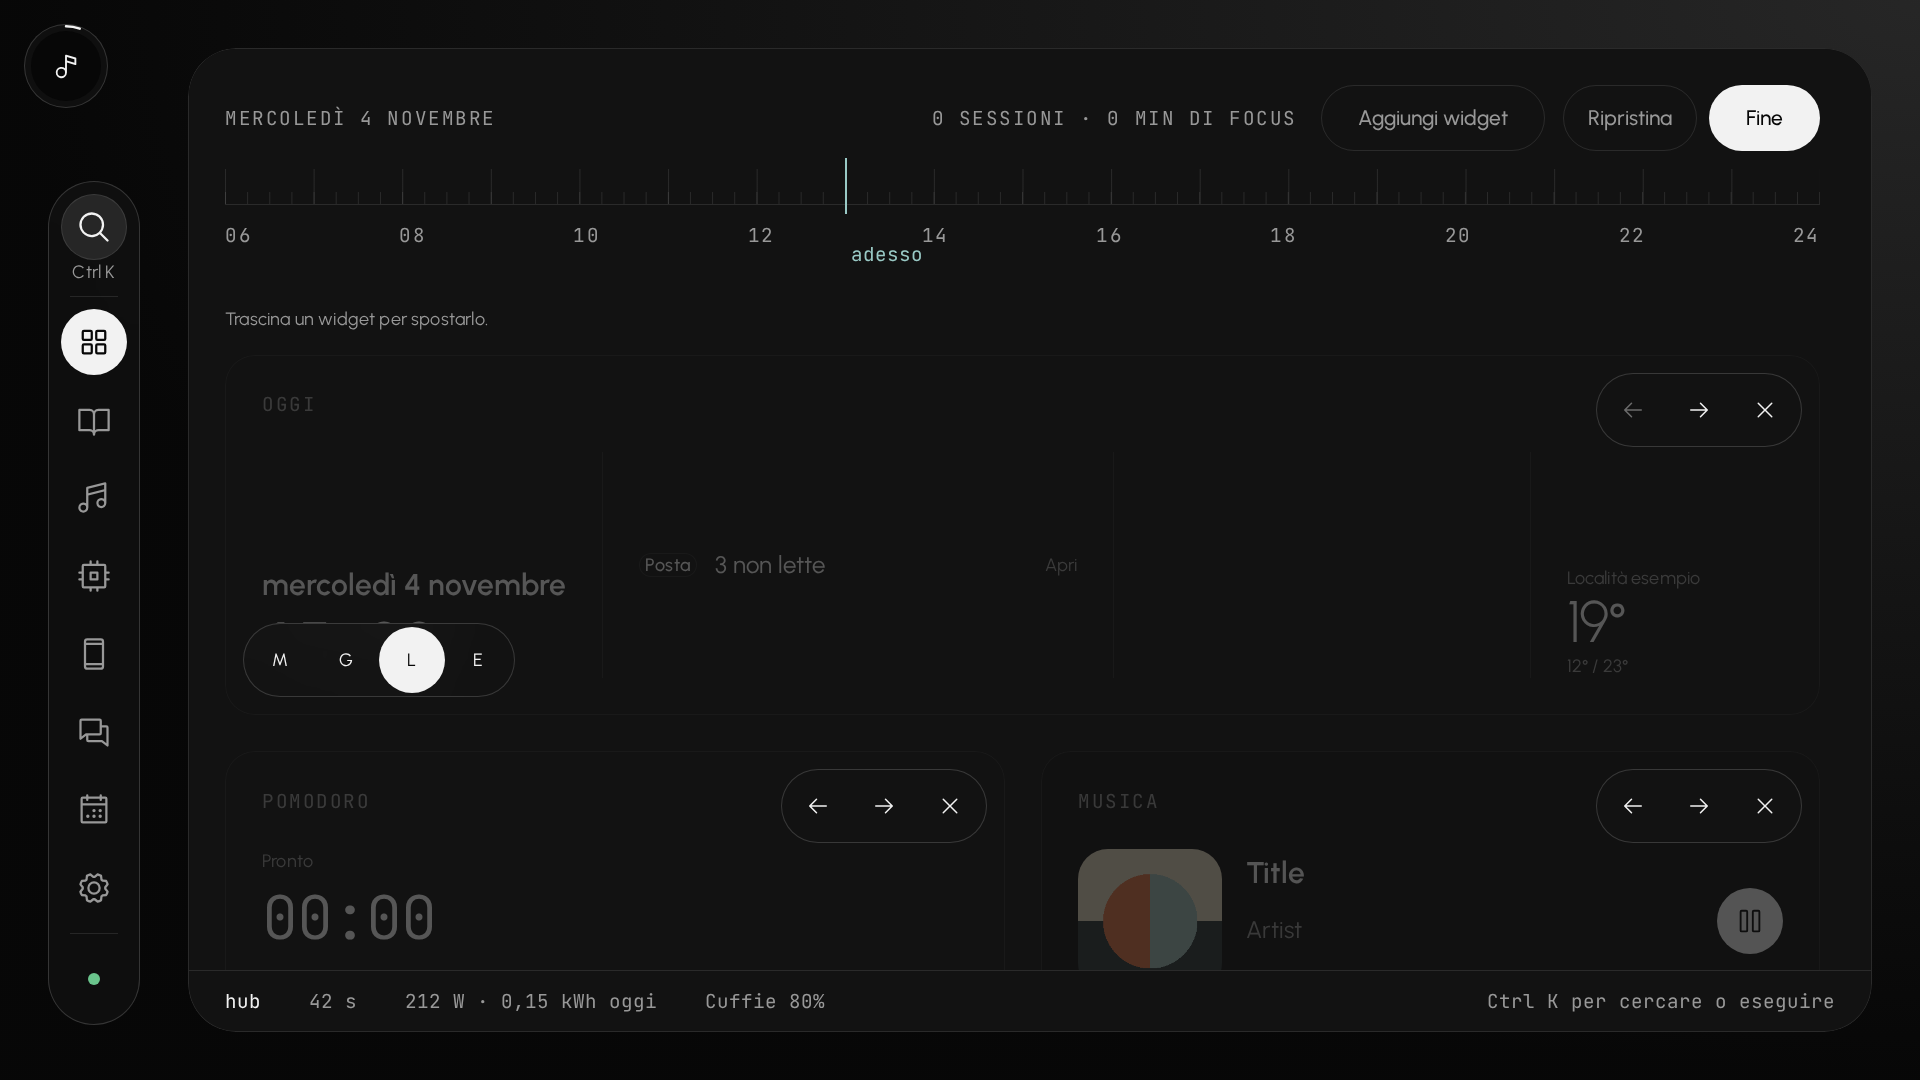 MERCOLEDÌ 4 NOVEMBRE
0 SESSIONI · 0 MIN DI FOCUS
Aggiungi widget
Ripristina
Fine
Ctrl K
06 08 10 12 14 16 18 20 22 24
adesso
Trascina un widget per spostarlo.
OGGI
mercoledì 4 novembre
Posta 3 non lette Apri
Località esempio
19°
12° / 23°
M G L E
POMODORO
Pronto
00:00
MUSICA
Title
Artist
hub 42 s 212 W · 0,15 kWh oggi Cuffie 80% Ctrl K per cercare o eseguire